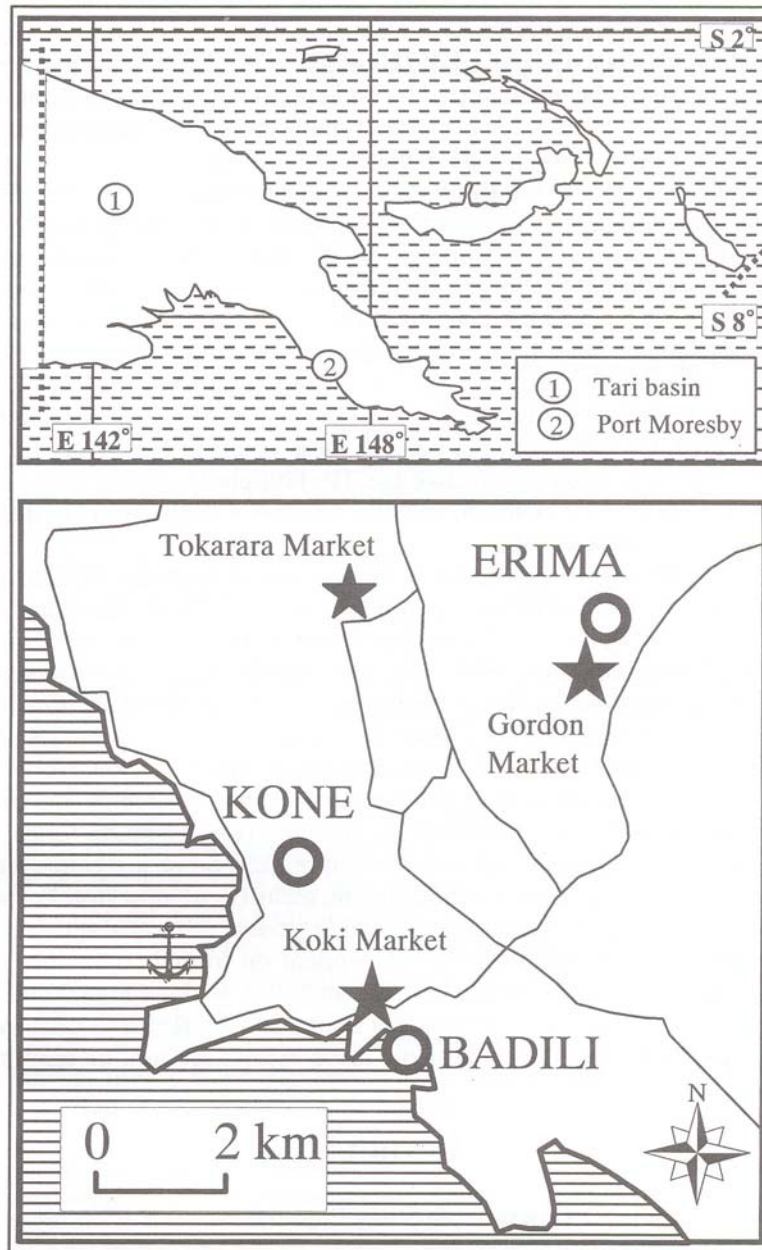 S 2°
1
S 8°
2
1 Tari basin
2 Port Moresby
E 142°
E 148°
Tokarara Market
ERIMA
Gordon
Market
KONE
Koki Market
BADILI
N
0 2 km